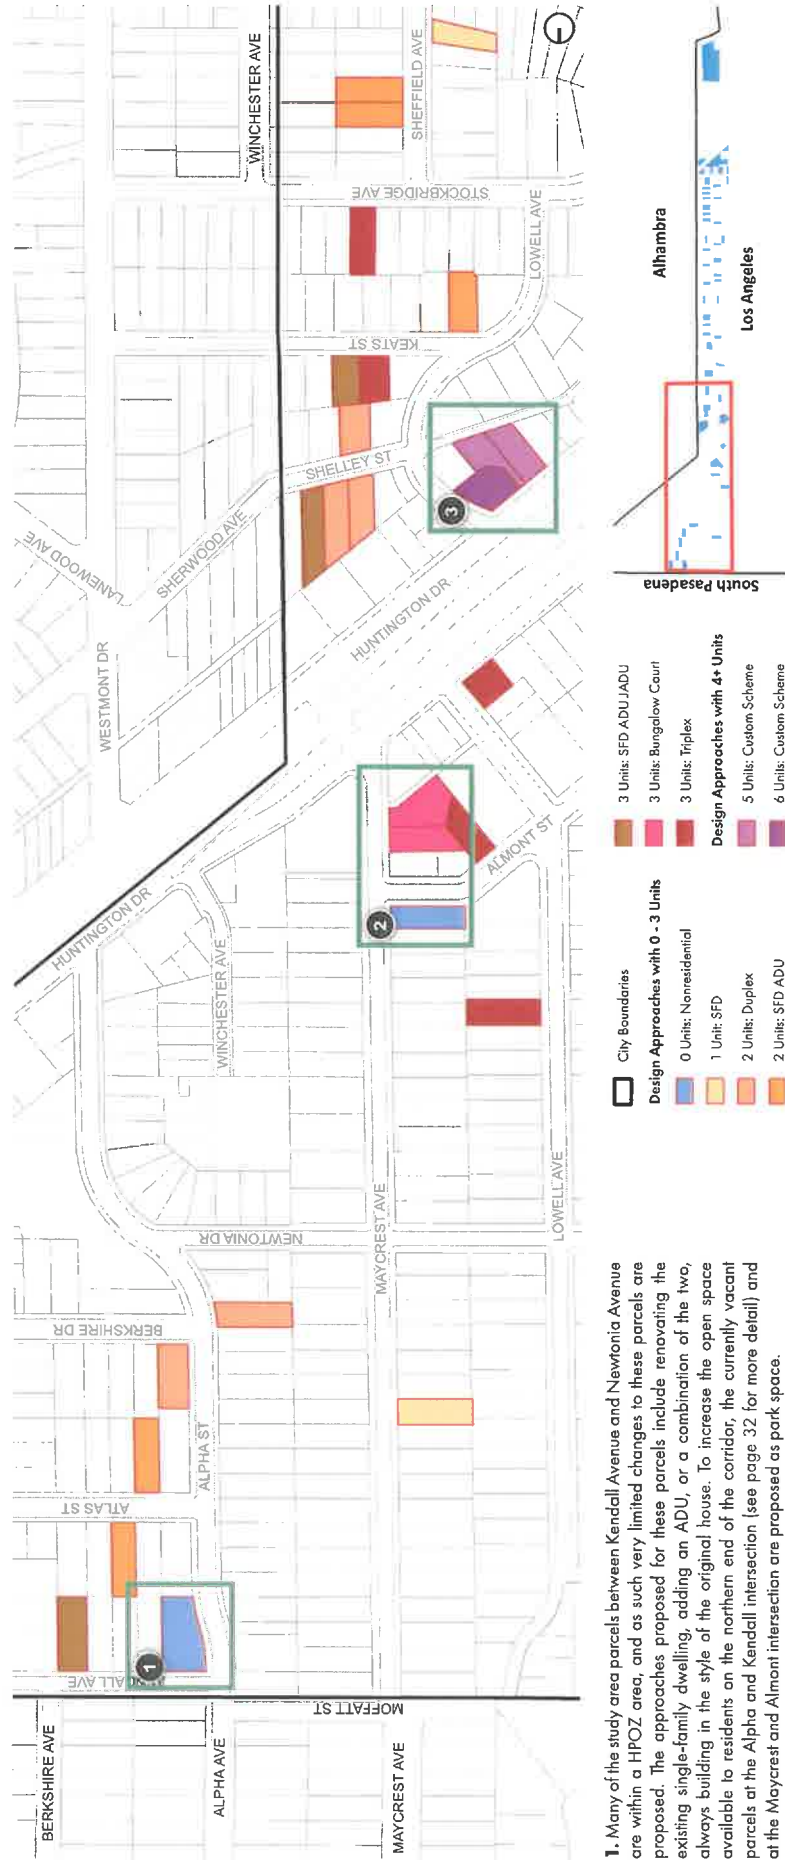 BERKSHIRE AVE
ALPHA AVE
MAYCREST AVE
MOFFATT ST
ATLAS ST
ALPHA ST
BERKSHIRE DR
NEWTONIA DR
MAYCREST AVE
LOWELL AVE
WINCHESTER AVE
HUNTINGTON DR
ALMONT ST
WESTMONT DR
LANEWOOD AVE
SHERWOOD AVE
HUNTINGTON DR
SHELLEY ST
KEATS ST
LOWELL AVE
STOCKBRIDGE AVE
WINCHESTER AVE
SHEFFIELD AVE
1
2
3
1. Many of the study area parcels between Kendall Avenue and Newtonia Avenue
are within a HPOZ area, and as such very limited changes to these parcels are
proposed. The approaches proposed for these parcels include renovating the
existing single-family dwelling, adding an ADU, or a combination of the two,
always building in the style of the original house. To increase the open space
available to residents on the northern end of the corridor, the currently vacant
parcels at the Alpha and Kendall intersection (see page 32 for more detail) and
at the Maycrest and Almont intersection are proposed as park space.
City Boundaries
Design Approaches with 0 - 3 Units
0 Units: Nonresidential
1 Unit: SFD
2 Units: Duplex
2 Units: SFD ADU
3 Units: SFD ADU JADU
3 Units: Bungalow Court
3 Units: Triplex
Design Approaches with 4+ Units
5 Units: Custom Scheme
6 Units: Custom Scheme
South Pasadena
Alhambra
Los Angeles